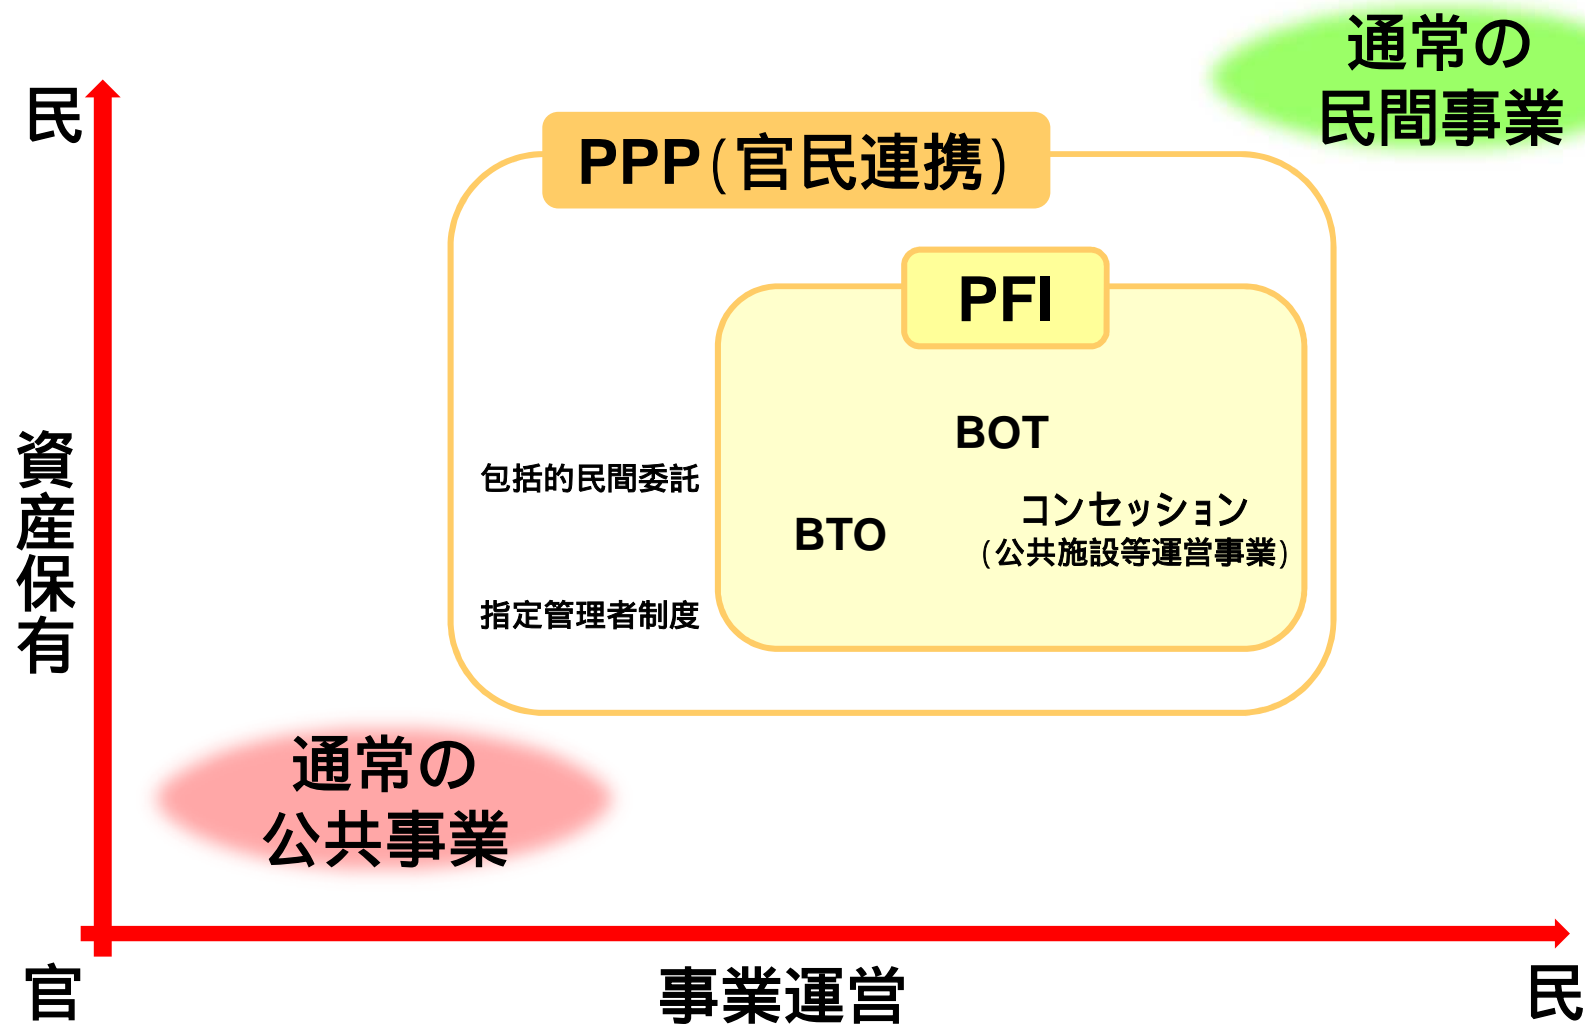 通常の
民間事業
民
PPP(官民連携)
PFI
BOT
包括的民間委託
コンセッション
(公共施設等運営事業)
BTO
指定管理者制度
資産保有
通常の
公共事業
官
事業運営
民